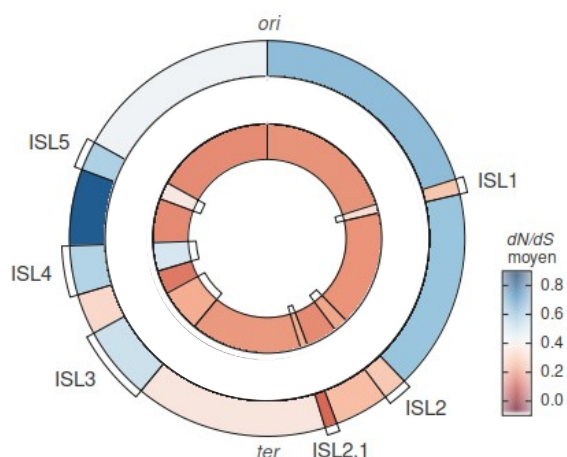 ori
ISL5
ISL1
dN/dS
moyen
0.8
0.6
0.4
0.2
0.0
ISL4
ISL3
ISL2
ter
ISL2.1